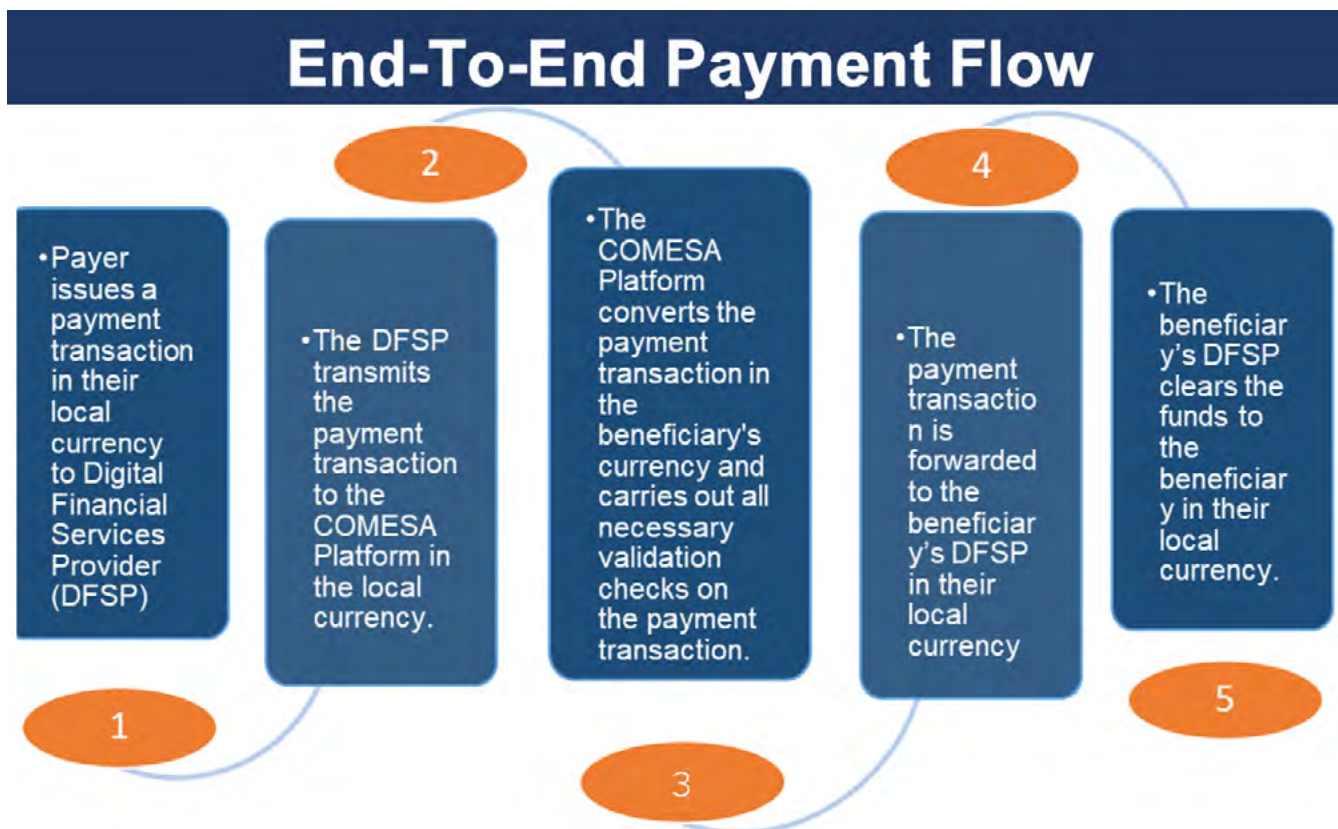 End-To-End Payment Flow
•Payer
issues a
payment
transaction
in their
local
currency
to Digital
Financial
Services
Provider
(DFSP)
1
2
•The DFSP
transmits
the
payment
transaction
to the
COMESA
Platform in
the local
currency.
•The
COMESA
Platform
converts the
payment
transaction in
the
beneficiary's
currency and
carries out all
necessary
validation
checks on
the payment
transaction.
3
4
•The
payment
transactio
n is
forwarded
to the
beneficiar
y’s DFSP
in their
local
currency
•The
beneficiar
y’s DFSP
clears the
funds to
the
beneficiar
y in their
local
currency.
5